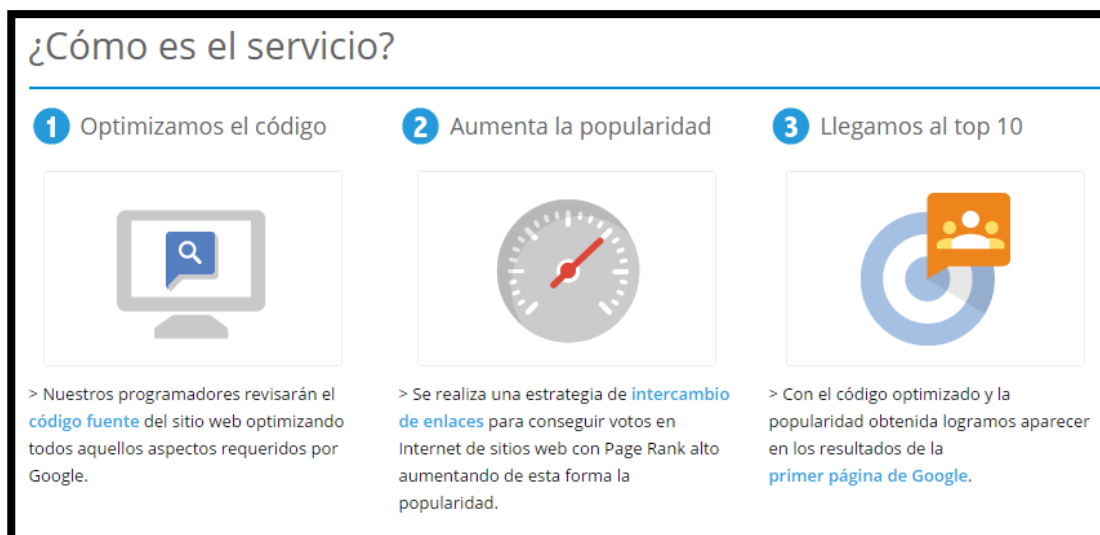 ¿Cómo es el servicio?
1 Optimizamos el código
> Nuestros programadores revisarán el
código fuente del sitio web optimizando
todos aquellos aspectos requeridos por
Google.
2 Aumenta la popularidad
> Se realiza una estrategia de intercambio
de enlaces para conseguir votos en
Internet de sitios web con Page Rank alto
aumentando de esta forma la
popularidad.
3 Llegamos al top 10
> Con el código optimizado y la
popularidad obtenida logramos aparecer
en los resultados de la
primer página de Google.